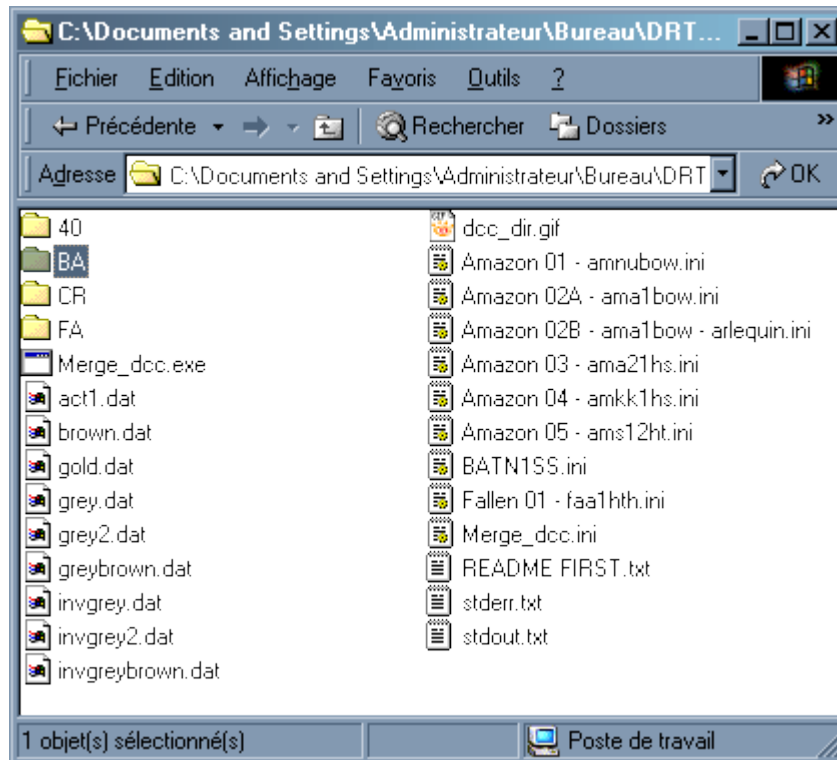 C:\Documents and Settings\Administrateur\Bureau\DRT...
Fichier Edition Affichage Favoris Outils ?
Précédente Rechercher Dossiers »
Adresse C:\Documents and Settings\Administrateur\Bureau\DRT OK
40
BA
CR
FA
Merge_dcc.exe
act1.dat
brown.dat
gold.dat
grey.dat
grey2.dat
greybrown.dat
invgrey.dat
invgrey2.dat
invgreybrown.dat
dcc_dir.gif
Amazon 01 - amnubow.ini
Amazon 02A - ama1bow.ini
Amazon 02B - ama1bow - arlequin.ini
Amazon 03 - ama21hs.ini
Amazon 04 - amkk1hs.ini
Amazon 05 - ams12ht.ini
BATN1SS.ini
Fallen 01 - faa1hth.ini
Merge_dcc.ini
README FIRST.txt
stderr.txt
stdout.txt
1 objet(s) sélectionné(s) Poste de travail